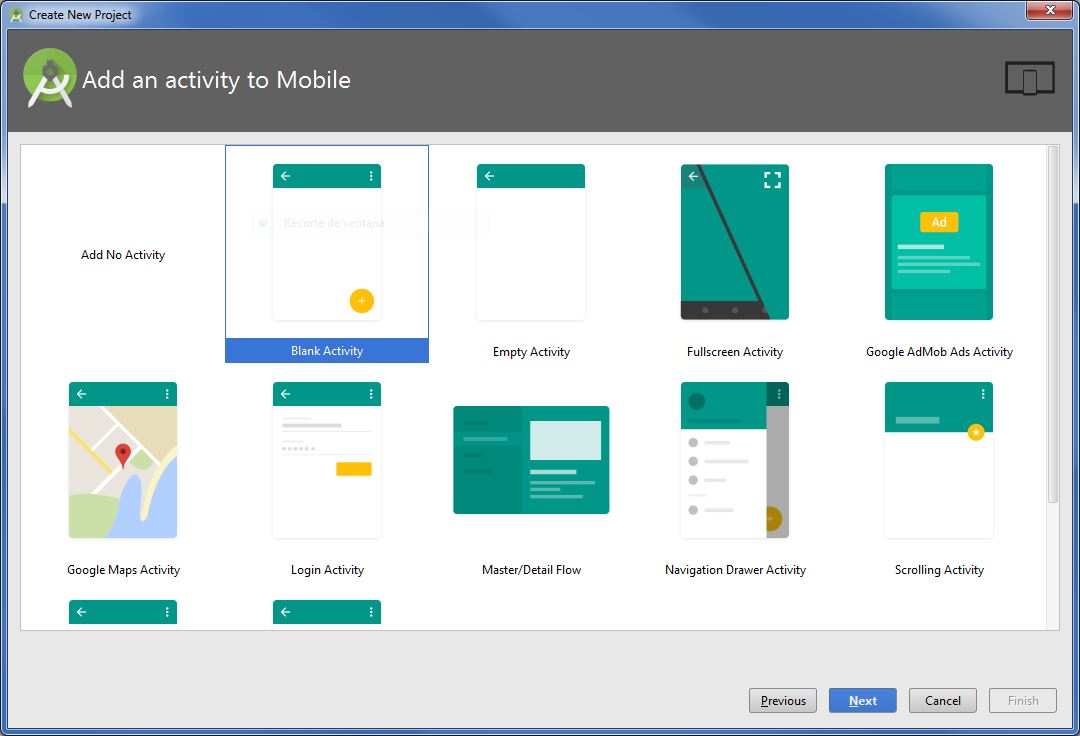 Create New Project
Add an activity to Mobile
Recorte de ventana
Ad
Add No Activity
Blank Activity
Empty Activity
Fullscreen Activity
Google AdMob Ads Activity
Google Maps Activity
Login Activity
Master/Detail Flow
Navigation Drawer Activity
Scrolling Activity
Previous
Next
Cancel
Finish